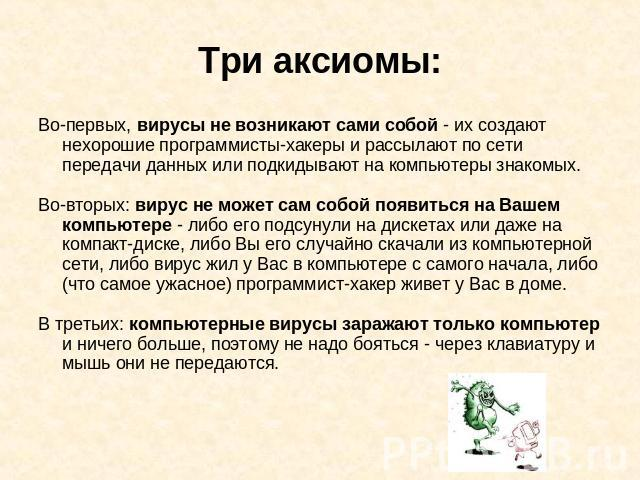 Три аксиомы:
Во-первых, вирусы не возникают сами собой - их создают
нехорошие программисты-хакеры и рассылают по сети
передачи данных или подкидывают на компьютеры знакомых.
Во-вторых: вирус не может сам собой появиться на Вашем
компьютере - либо его подсунули на дискетах или даже на
компакт-диске, либо Вы его случайно скачали из компьютерной
сети, либо вирус жил у Вас в компьютере с самого начала, либо
(что самое ужасное) программист-хакер живет у Вас в доме.
В третьих: компьютерные вирусы заражают только компьютер
и ничего больше, поэтому не надо бояться - через клавиатуру и
мышь они не передаются.